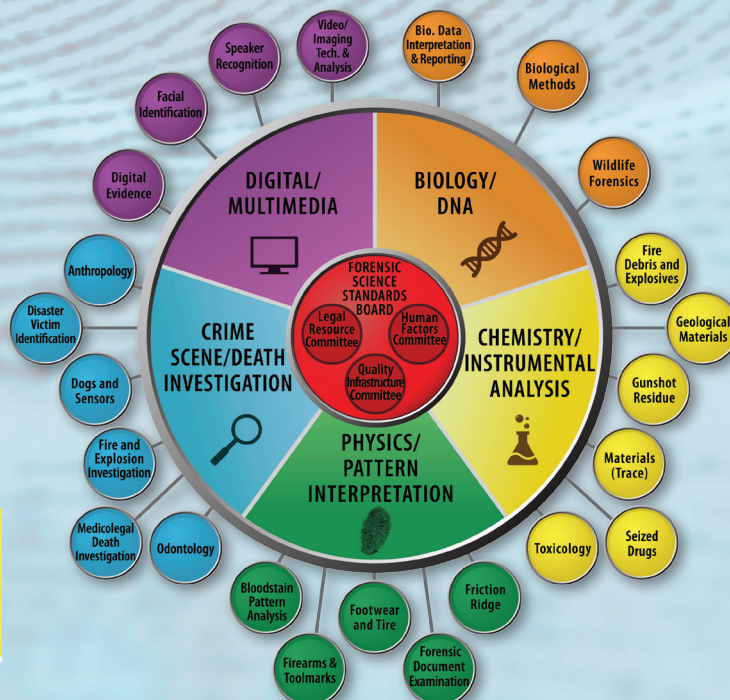 Video/
Imaging
Tech. &
Analysis
Bio. Data
Interpretation
& Reporting
Speaker
Recognition
Biological
Methods
Facial
Identification
Wildlife
Forensics
Digital
Evidence
DIGITAL/
MULTIMEDIA
BIOLOGY/
DNA
Anthropology
Fire
Debris and
Explosives
FORENSIC
SCIENCE
STANDARDS
BOARD
Legal
Resource
Committee
Human
Factors
Committee
Quality
Infrastructure
Committee
Disaster
Victim
Identification
Geological
Materials
CRIME
SCENE/DEATH
INVESTIGATION
CHEMISTRY/
INSTRUMENTAL
ANALYSIS
Dogs and
Sensors
Gunshot
Residue
Fire and
Explosion
Investigation
Materials
(Trace)
PHYSICS/
PATTERN
INTERPRETATION
Medicolegal
Death
Investigation
Odontology
Toxicology
Seized
Drugs
Bloodstain
Pattern
Analysis
Footwear
and Tire
Friction
Ridge
Firearms &
Toolmarks
Forensic
Document
Examination